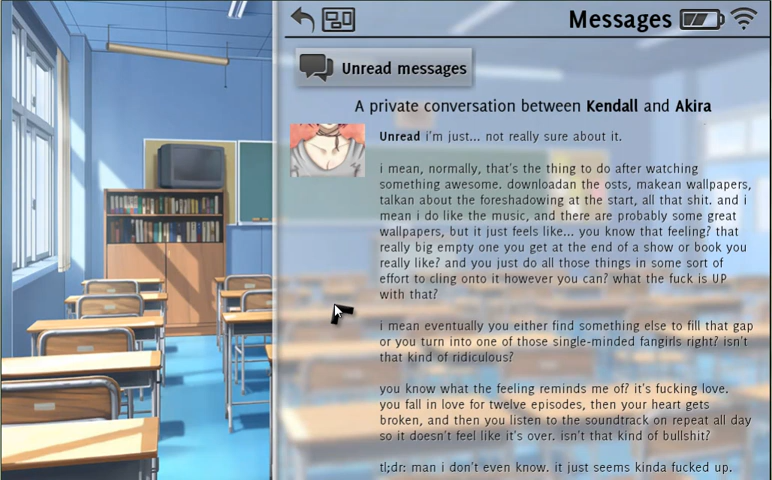 Messages
Unread messages
A private conversation between Kendall and Akira
Unread i'm just... not really sure about it.
i mean, normally, that's the thing to do after watching
something awesome. downloadan the osts, makean wallpapers,
talkan about the foreshadowing at the start, all that shit. and i
mean i do like the music, and there are probably some great
wallpapers, but it just feels like... you know that feeling? that
really big empty one you get at the end of a show or book you
really like? and you just do all those things in some sort of
effort to cling onto it however you can? what the fuck is UP
with that?
i mean eventually you either find something else to fill that gap
or you turn into one of those single-minded fangirls right? isn't
that kind of ridiculous?
you know what the feeling reminds me of? it's fucking love.
you fall in love for twelve episodes, then your heart gets
broken, and then you listen to the soundtrack on repeat all day
so it doesn't feel like it's over. isn't that kind of bullshit?
tl;dr: man i don't even know. it just seems kinda fucked up.